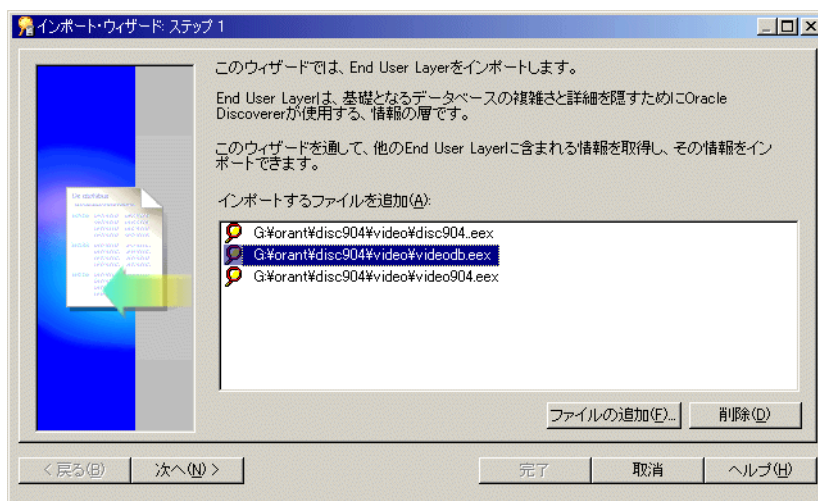 インポート・ウィザード: ステップ 1
このウィザードでは、End User Layerをインポートします。
End User Layerは、基礎となるデータベースの複雑さと詳細を隠すためにOracle
Discovererが使用する、情報の層です。
このウィザードを通して、他のEnd User Layerに含まれる情報を取得し、その情報をイン
ポートできます。
インポートするファイルを追加(A):
G:¥orant¥disc904¥video¥disc904.eex
G:¥orant¥disc904¥video¥videodb.eex
G:¥orant¥disc904¥video¥video904.eex
ファイルの追加(F)... 削除(D)
< 戻る(B) 次へ(N) > 完了 取消 ヘルプ(H)